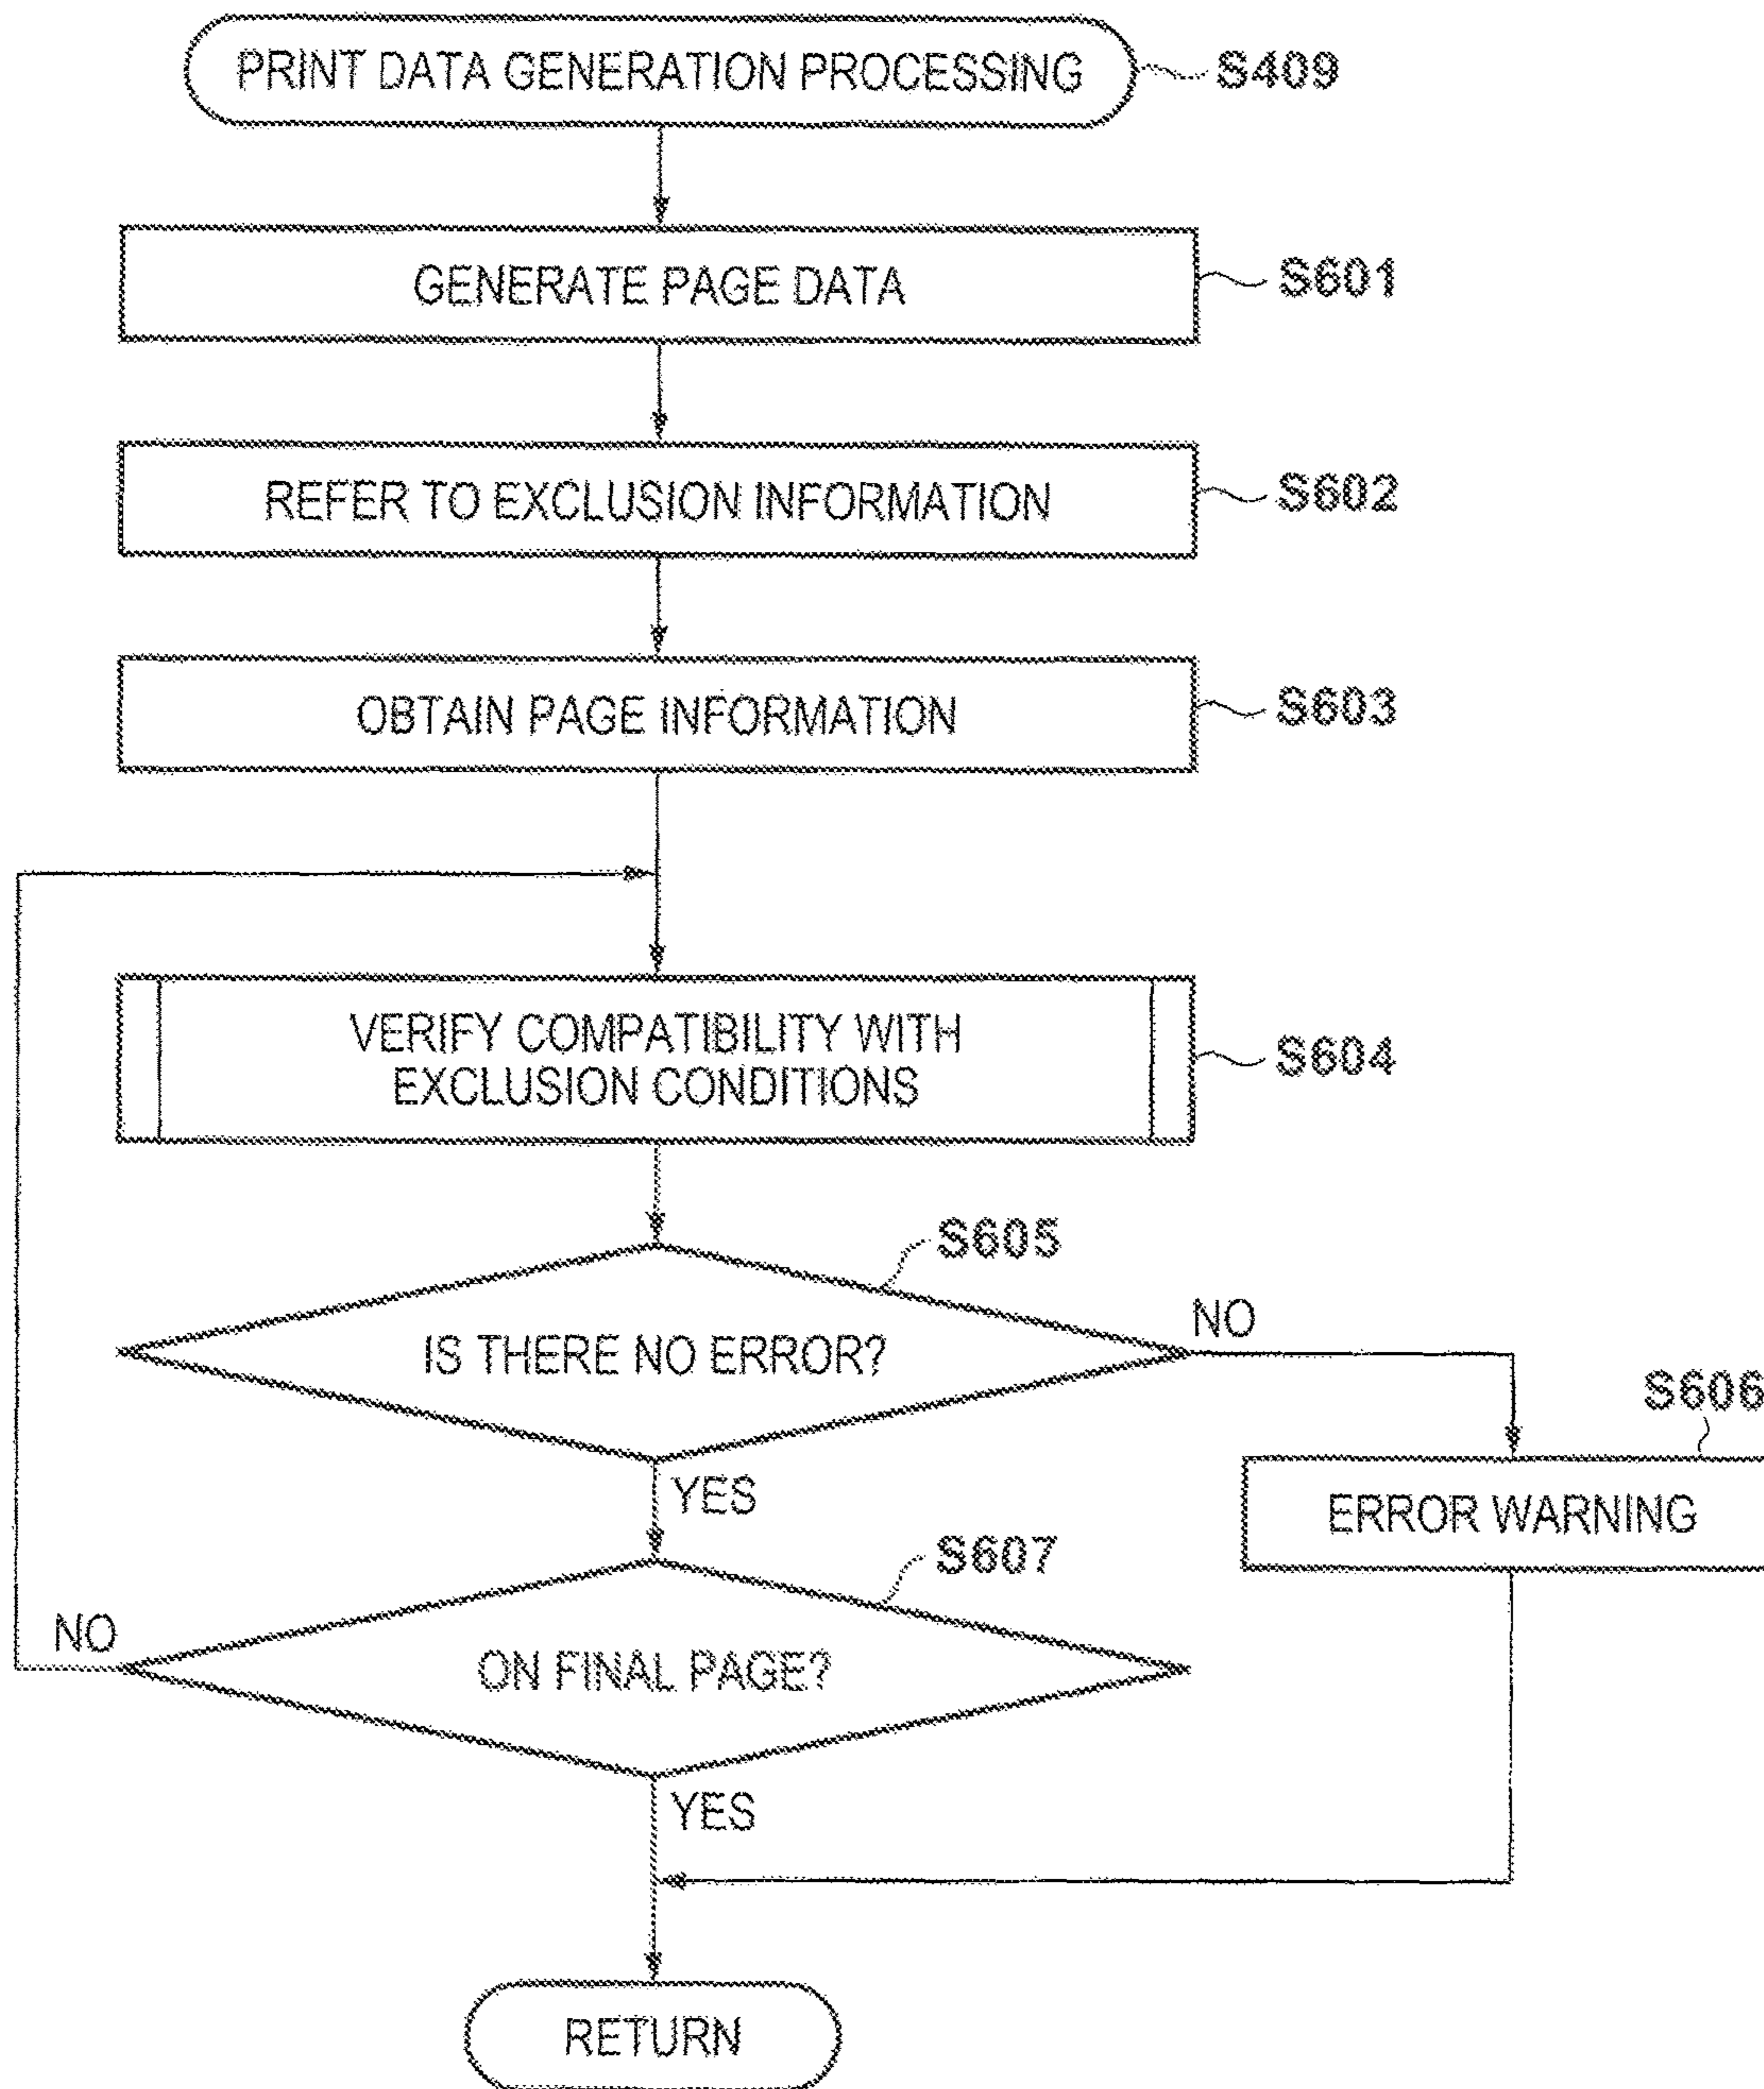 PRINT DATA GENERATION PROCESSING
S409
GENERATE PAGE DATA
S601
REFER TO EXCLUSION INFORMATION
S602
OBTAIN PAGE INFORMATION
S603
VERIFY COMPATIBILITY WITH
EXCLUSION CONDITIONS
S604
S605
IS THERE NO ERROR?
NO
S606
ERROR WARNING
YES
S607
ON FINAL PAGE?
NO
YES
RETURN